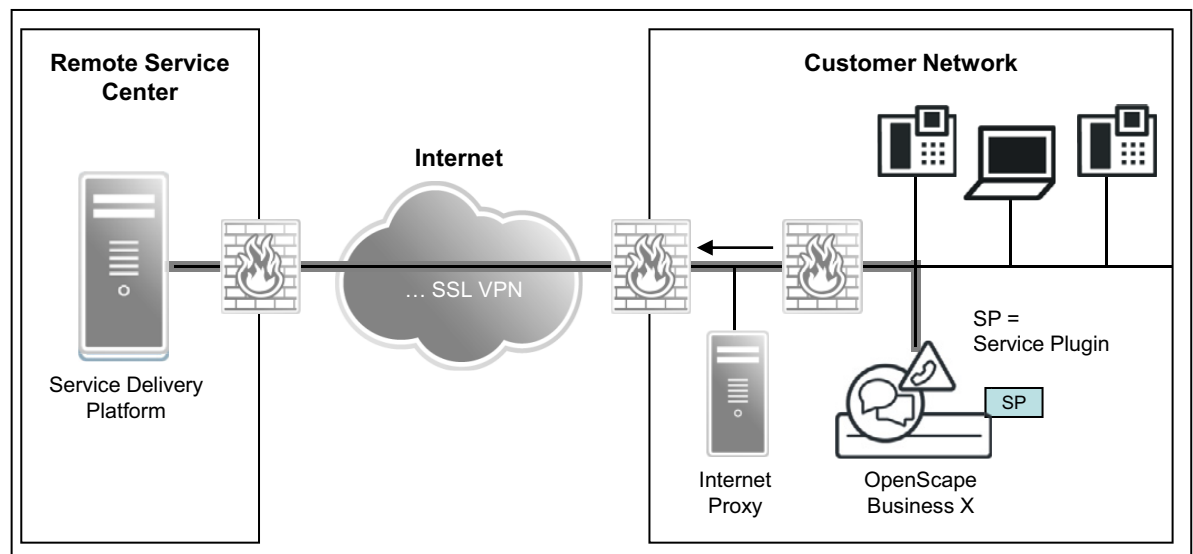 Remote Service
Center
Customer Network
Internet
... SSL VPN
SP =
Service Plugin
SP
Service Delivery
Platform
Internet
Proxy
OpenScape
Business X